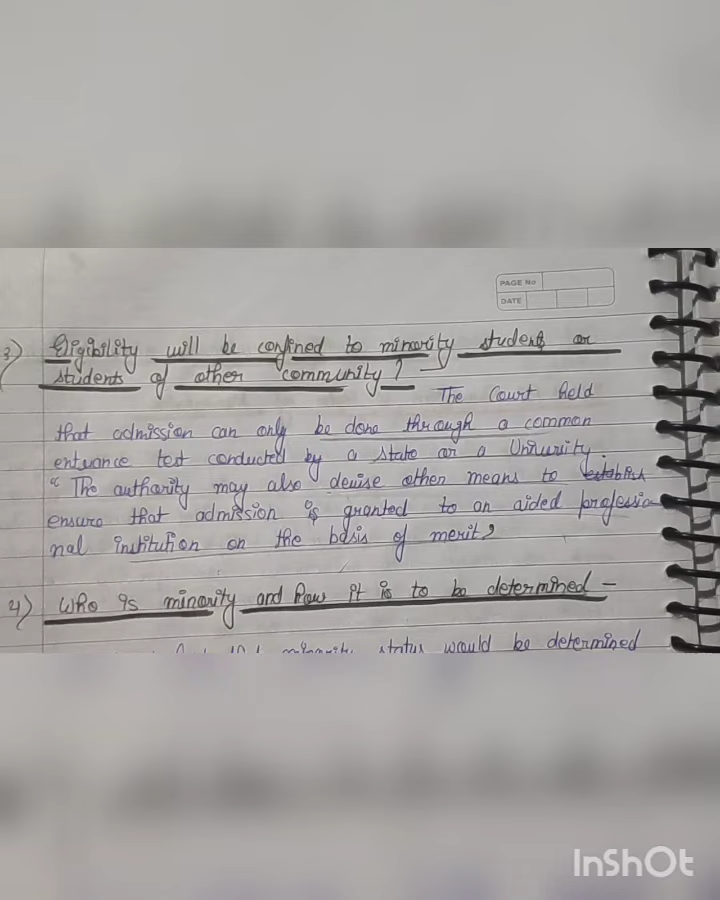 PAGE No
DATE
3) Eligibility will be confined to minority students or
students of other community? - The Court held
that admission can only be done through a common
entrance test conducted by a state or a University.
"The authority may also devise other means to establish
ensure that admission is granted to an aided professio
nal institution on the basis of merit"
4) Who is minority and how it is to be determined -
minority status would be determined
InShOt